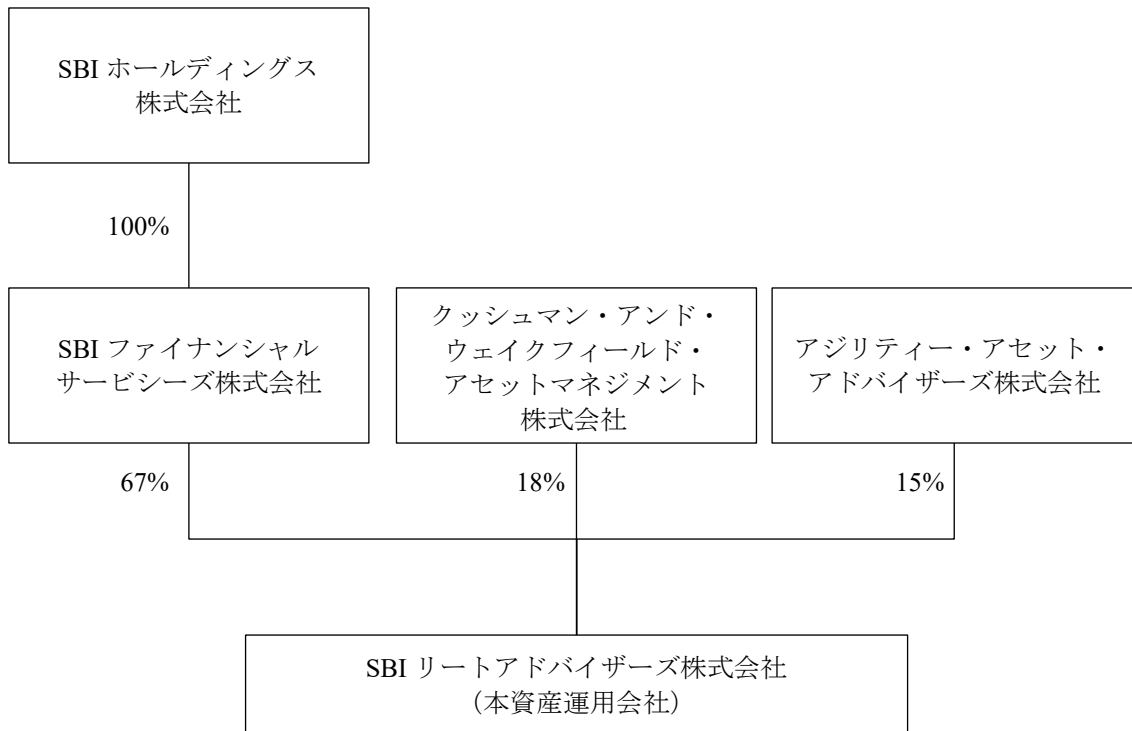 SBI ホールディングス
株式会社
100%
SBI ファイナンシャル
サービシーズ株式会社
クッシュマン・アンド・
ウェイクフィールド・
アセットマネジメント
株式会社
アジリティー・アセット・
アドバイザーズ株式会社
67%
18%
15%
SBI リートアドバイザーズ株式会社
（本資産運用会社）